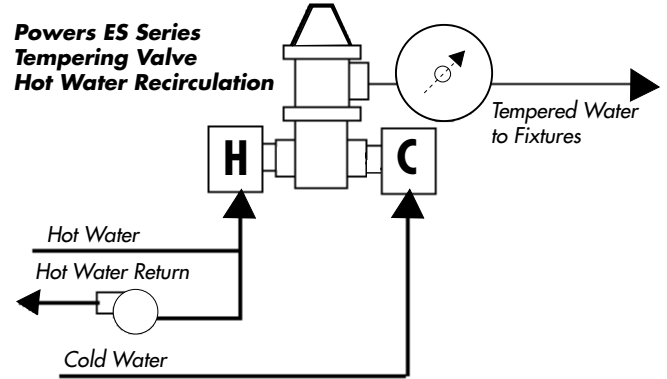 Powers ES Series
Tempering Valve
Hot Water Recirculation
Tempered Water
to Fixtures
H
C
Hot Water
Hot Water Return
Cold Water